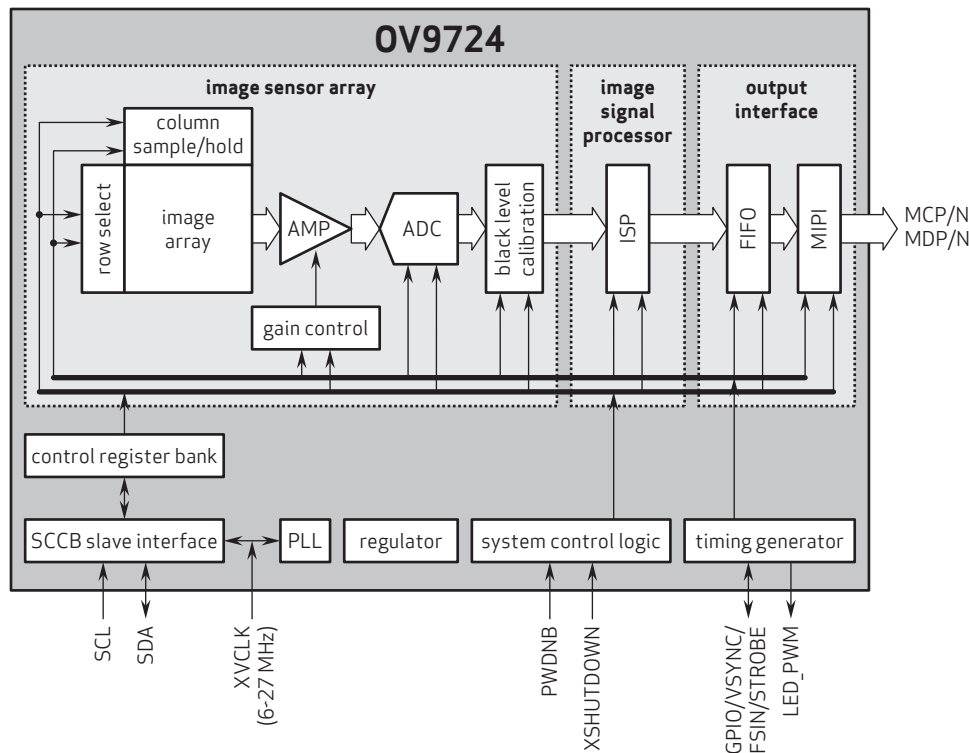 OV9724
image sensor array
image
signal
processor
output
interface
column
sample/hold
row select
image
array
AMP
ADC
black level
calibration
ISP
FIFO
MIPI
MCP/N
MDP/N
gain control
control register bank
SCCB slave interface
PLL
regulator
system control logic
timing generator
SCL
SDA
XVCLK
(6-27 MHz)
PWDNB
XSHUTDOWN
GPIO/VSYNC/
FSIN/STROBE
LED_PWM